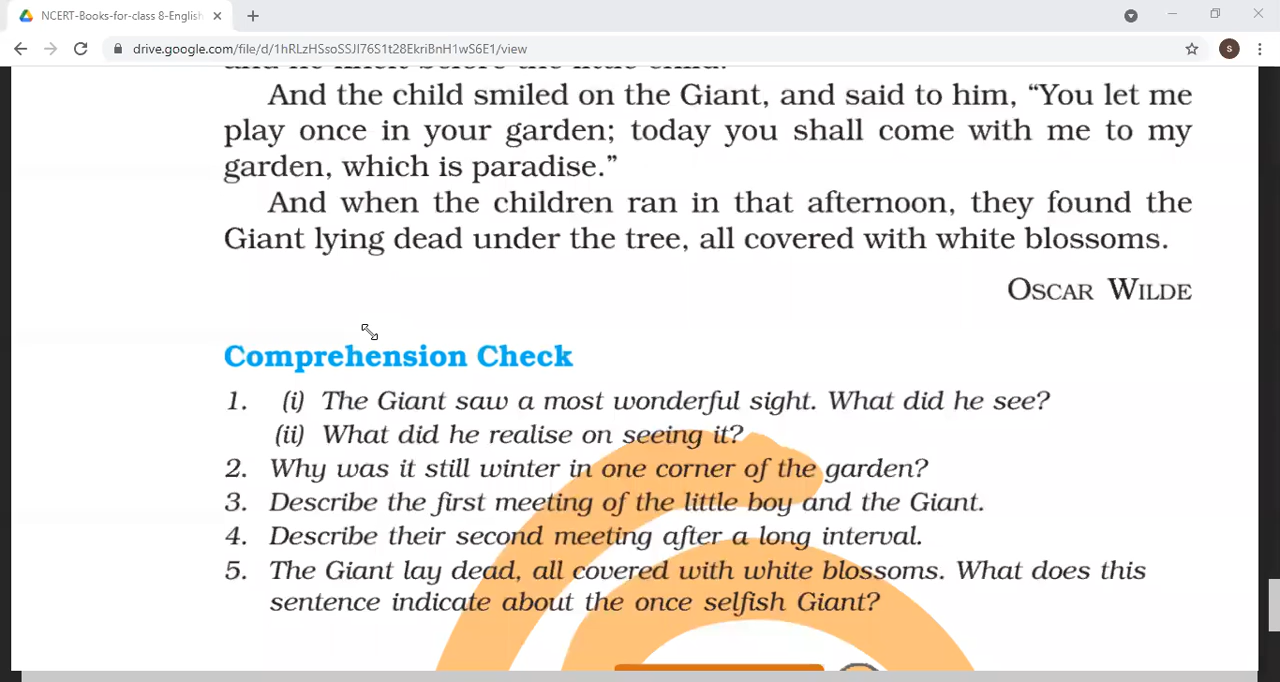 NCERT-Books-for-class 8-English
drive.google.com/file/d/1hRLzHSsoSSJl76S1t28EkriBnH1wS6E1/view
S
And the child smiled on the Giant, and said to him, “You let me
play once in your garden; today you shall come with me to my
garden, which is paradise.”
And when the children ran in that afternoon, they found the
Giant lying dead under the tree, all covered with white blossoms.
OSCAR WILDE
Comprehension Check
1. (i) The Giant saw a most wonderful sight. What did he see?
(ii) What did he realise on seeing it?
2. Why was it still winter in one corner of the garden?
3. Describe the first meeting of the little boy and the Giant.
4. Describe their second meeting after a long interval.
5. The Giant lay dead, all covered with white blossoms. What does this
sentence indicate about the once selfish Giant?